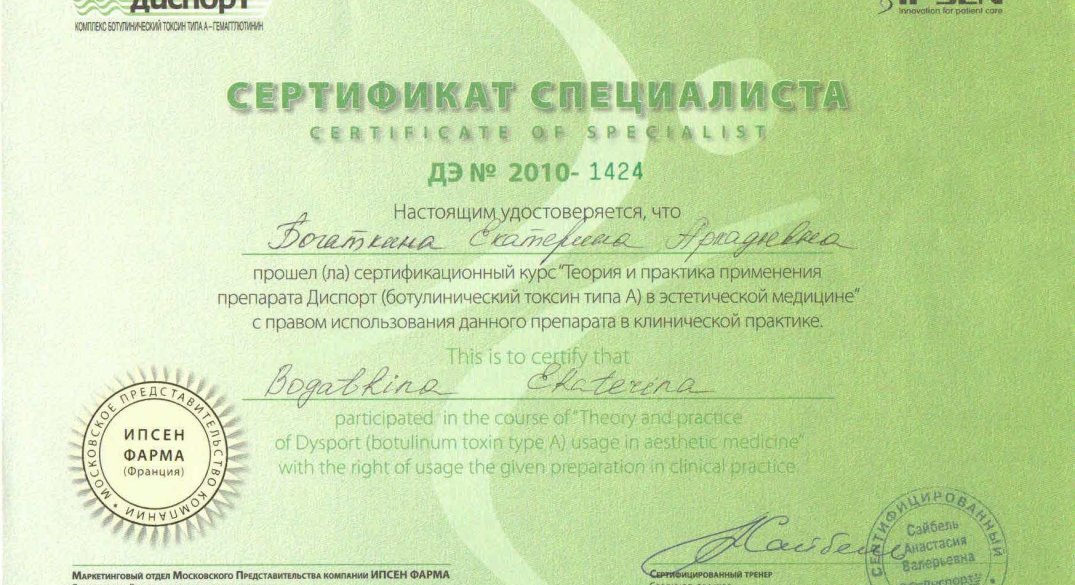 диспорт
КОМПЛЕКС БОТУЛИНИЧЕСКИЙ ТОКСИН ТИПА А – ГЕМАГГЛЮТИНИН
IPSEN
Innovation for patient care
СЕРТИФИКАТ СПЕЦИАЛИСТА
CERTIFICATE OF SPECIALIST
ДЭ № 2010- 1424
Настоящим удостоверяется, что
Богаткина Екатерина Аркадьевна
прошел (ла) сертификационный курс "Теория и практика применения
препарата Диспорт (ботулинический токсин типа А) в эстетической медицине"
с правом использования данного препарата в клинической практике.
This is to certify that
Bogatkina Ekaterina
participated in the course of "Theory and practice
of Dysport (botulinum toxin type A) usage in aesthetic medicine"
with the right of usage the given preparation in clinical practice.
МОСКОВСКОЕ ПРЕДСТАВИТЕЛЬСТВО КОМПАНИИ
ИПСЕН
ФАРМА
(Франция)
СЕРТИФИЦИРОВАННЫЙ
Сайбель
Анастасия
Валерьевна
Маркетинговый отдел Московского Представительства компании ИПСЕН ФАРМА
Сертифицированный тренер